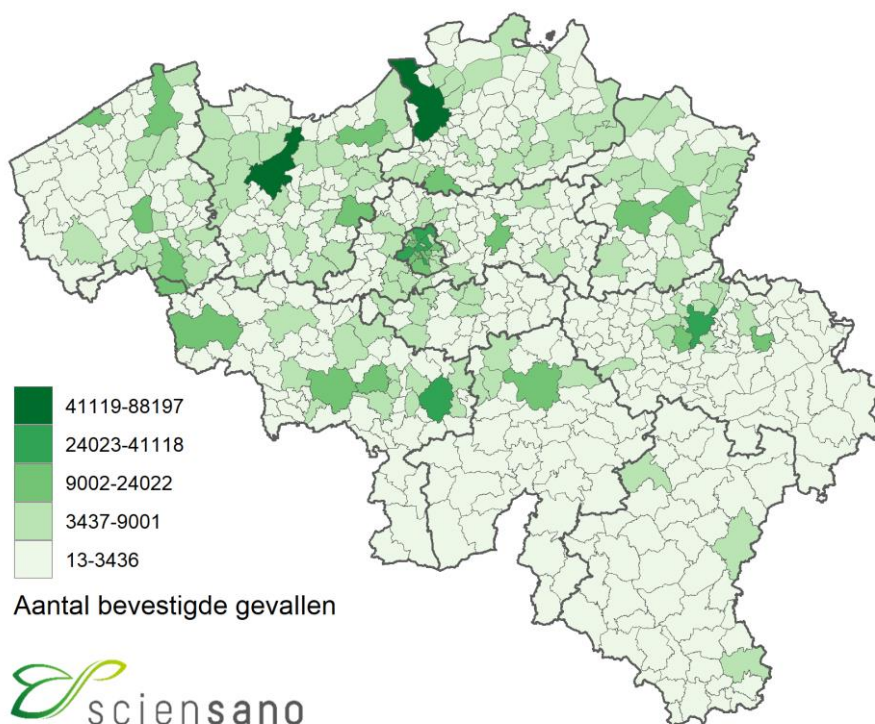 41119-88197
24023-41118
9002-24022
3437-9001
13-3436
Aantal bevestigde gevallen
sciensano